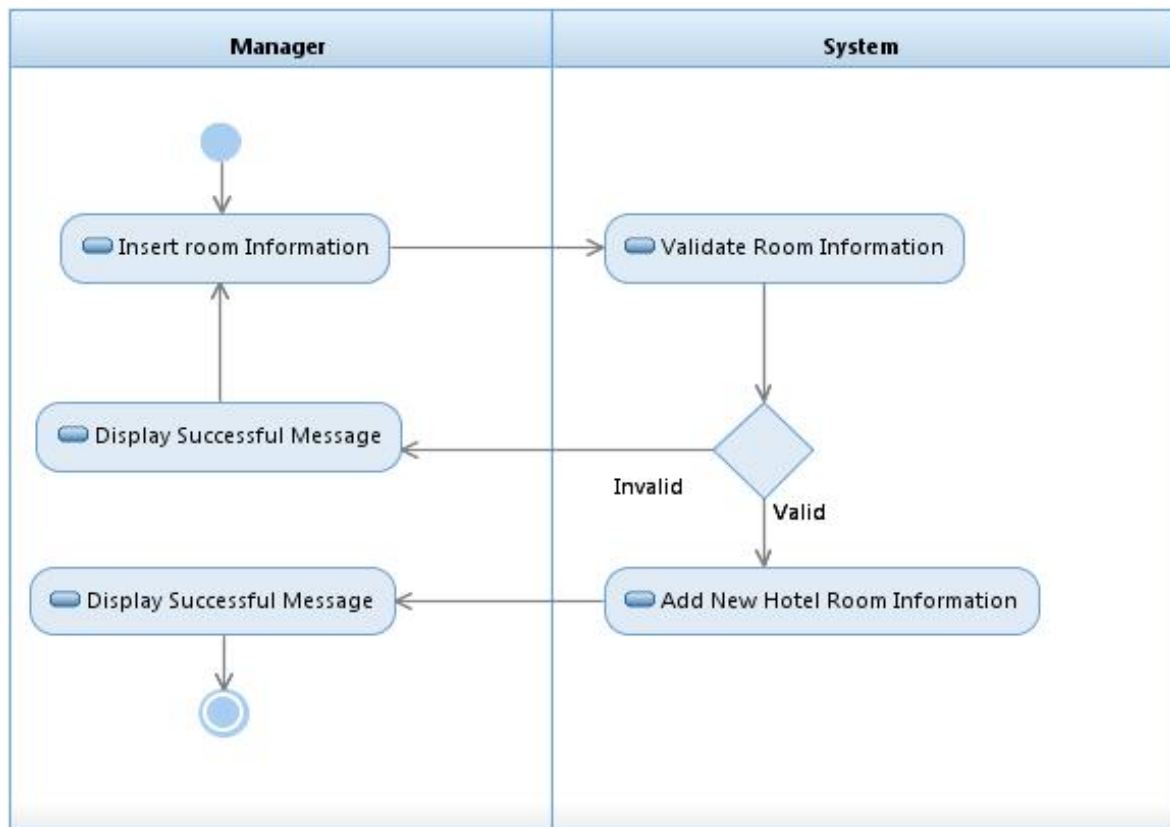 Manager
System
Insert room Information
Validate Room Information
Display Successful Message
Invalid
Valid
Display Successful Message
Add New Hotel Room Information